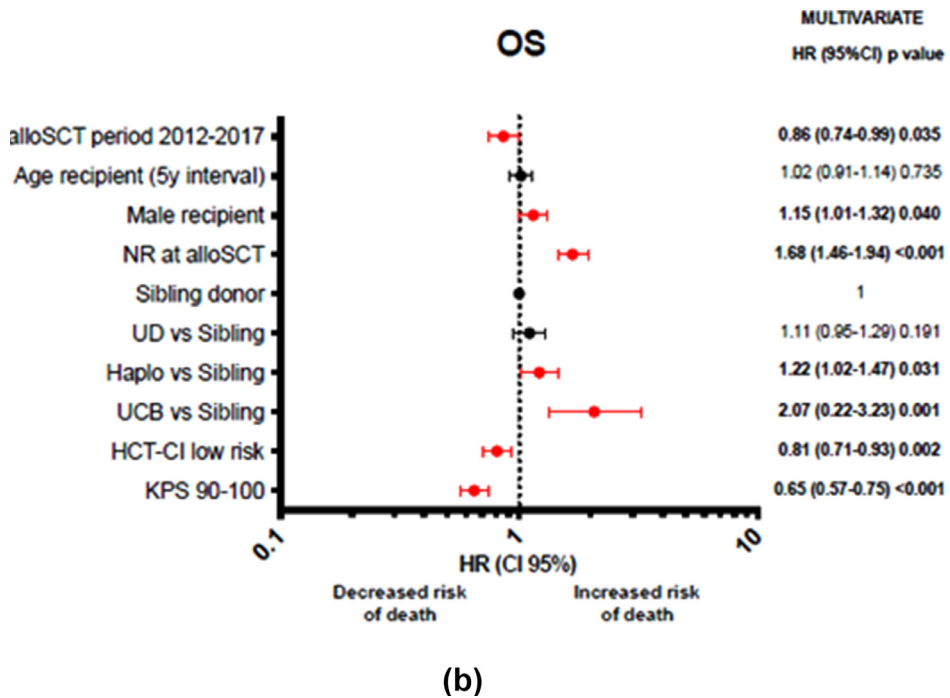 MULTIVARIATE
OS
HR (95%CI) p value
alloSCT period 2012-2017 0.86 (0.74-0.99) 0.035
Age recipient (5y interval) 1.02 (0.91-1.14) 0.735
Male recipient 1.15 (1.01-1.32) 0.040
NR at alloSCT 1.68 (1.46-1.94) <0.001
Sibling donor 1
UD vs Sibling 1.11 (0.95-1.29) 0.191
Haplo vs Sibling 1.22 (1.02-1.47) 0.031
UCB vs Sibling 2.07 (0.22-3.23) 0.001
HCT-CI low risk 0.81 (0.71-0.93) 0.002
KPS 90-100 0.65 (0.57-0.75) <0.001
0.1 1 10
HR (CI 95%)
Decreased risk Increased risk
of death of death
(b)